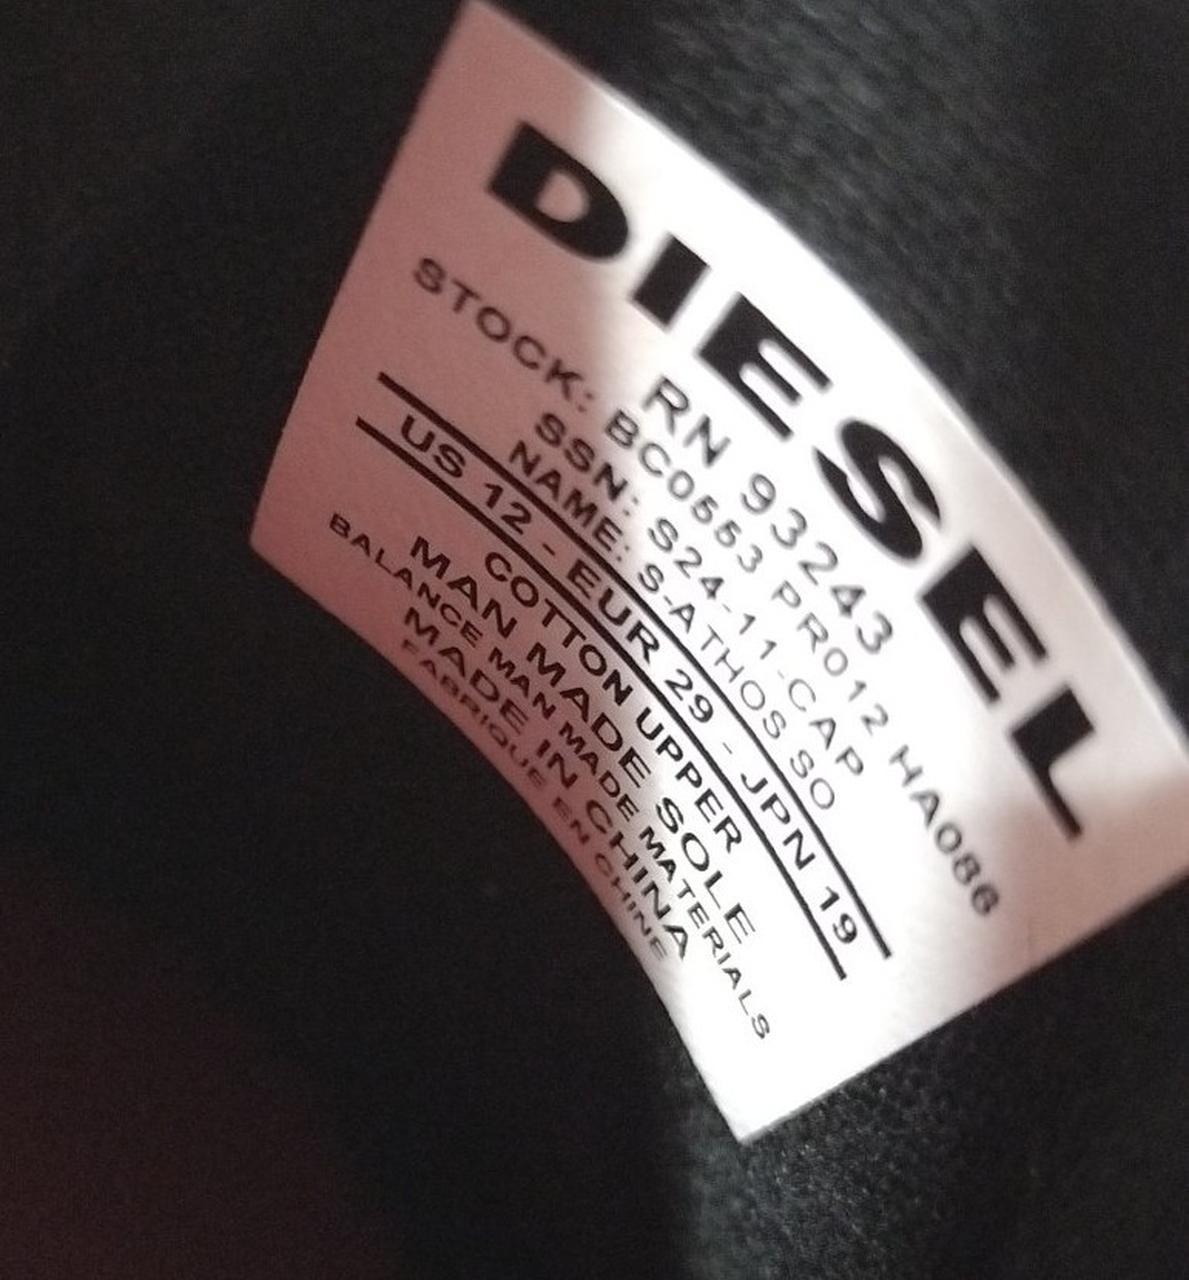 DIESEL
RN 93243
STOCK: BC0553 PR012 HA086
SSN: S24-11-CAP
NAME: S-ATHOS SO
US 12 - EUR 29 - JPN 19
COTTON UPPER
MAN MADE SOLE
BALANCE MAN MADE MATERIALS
MADE IN CHINA
FABRIQUE EN CHINE